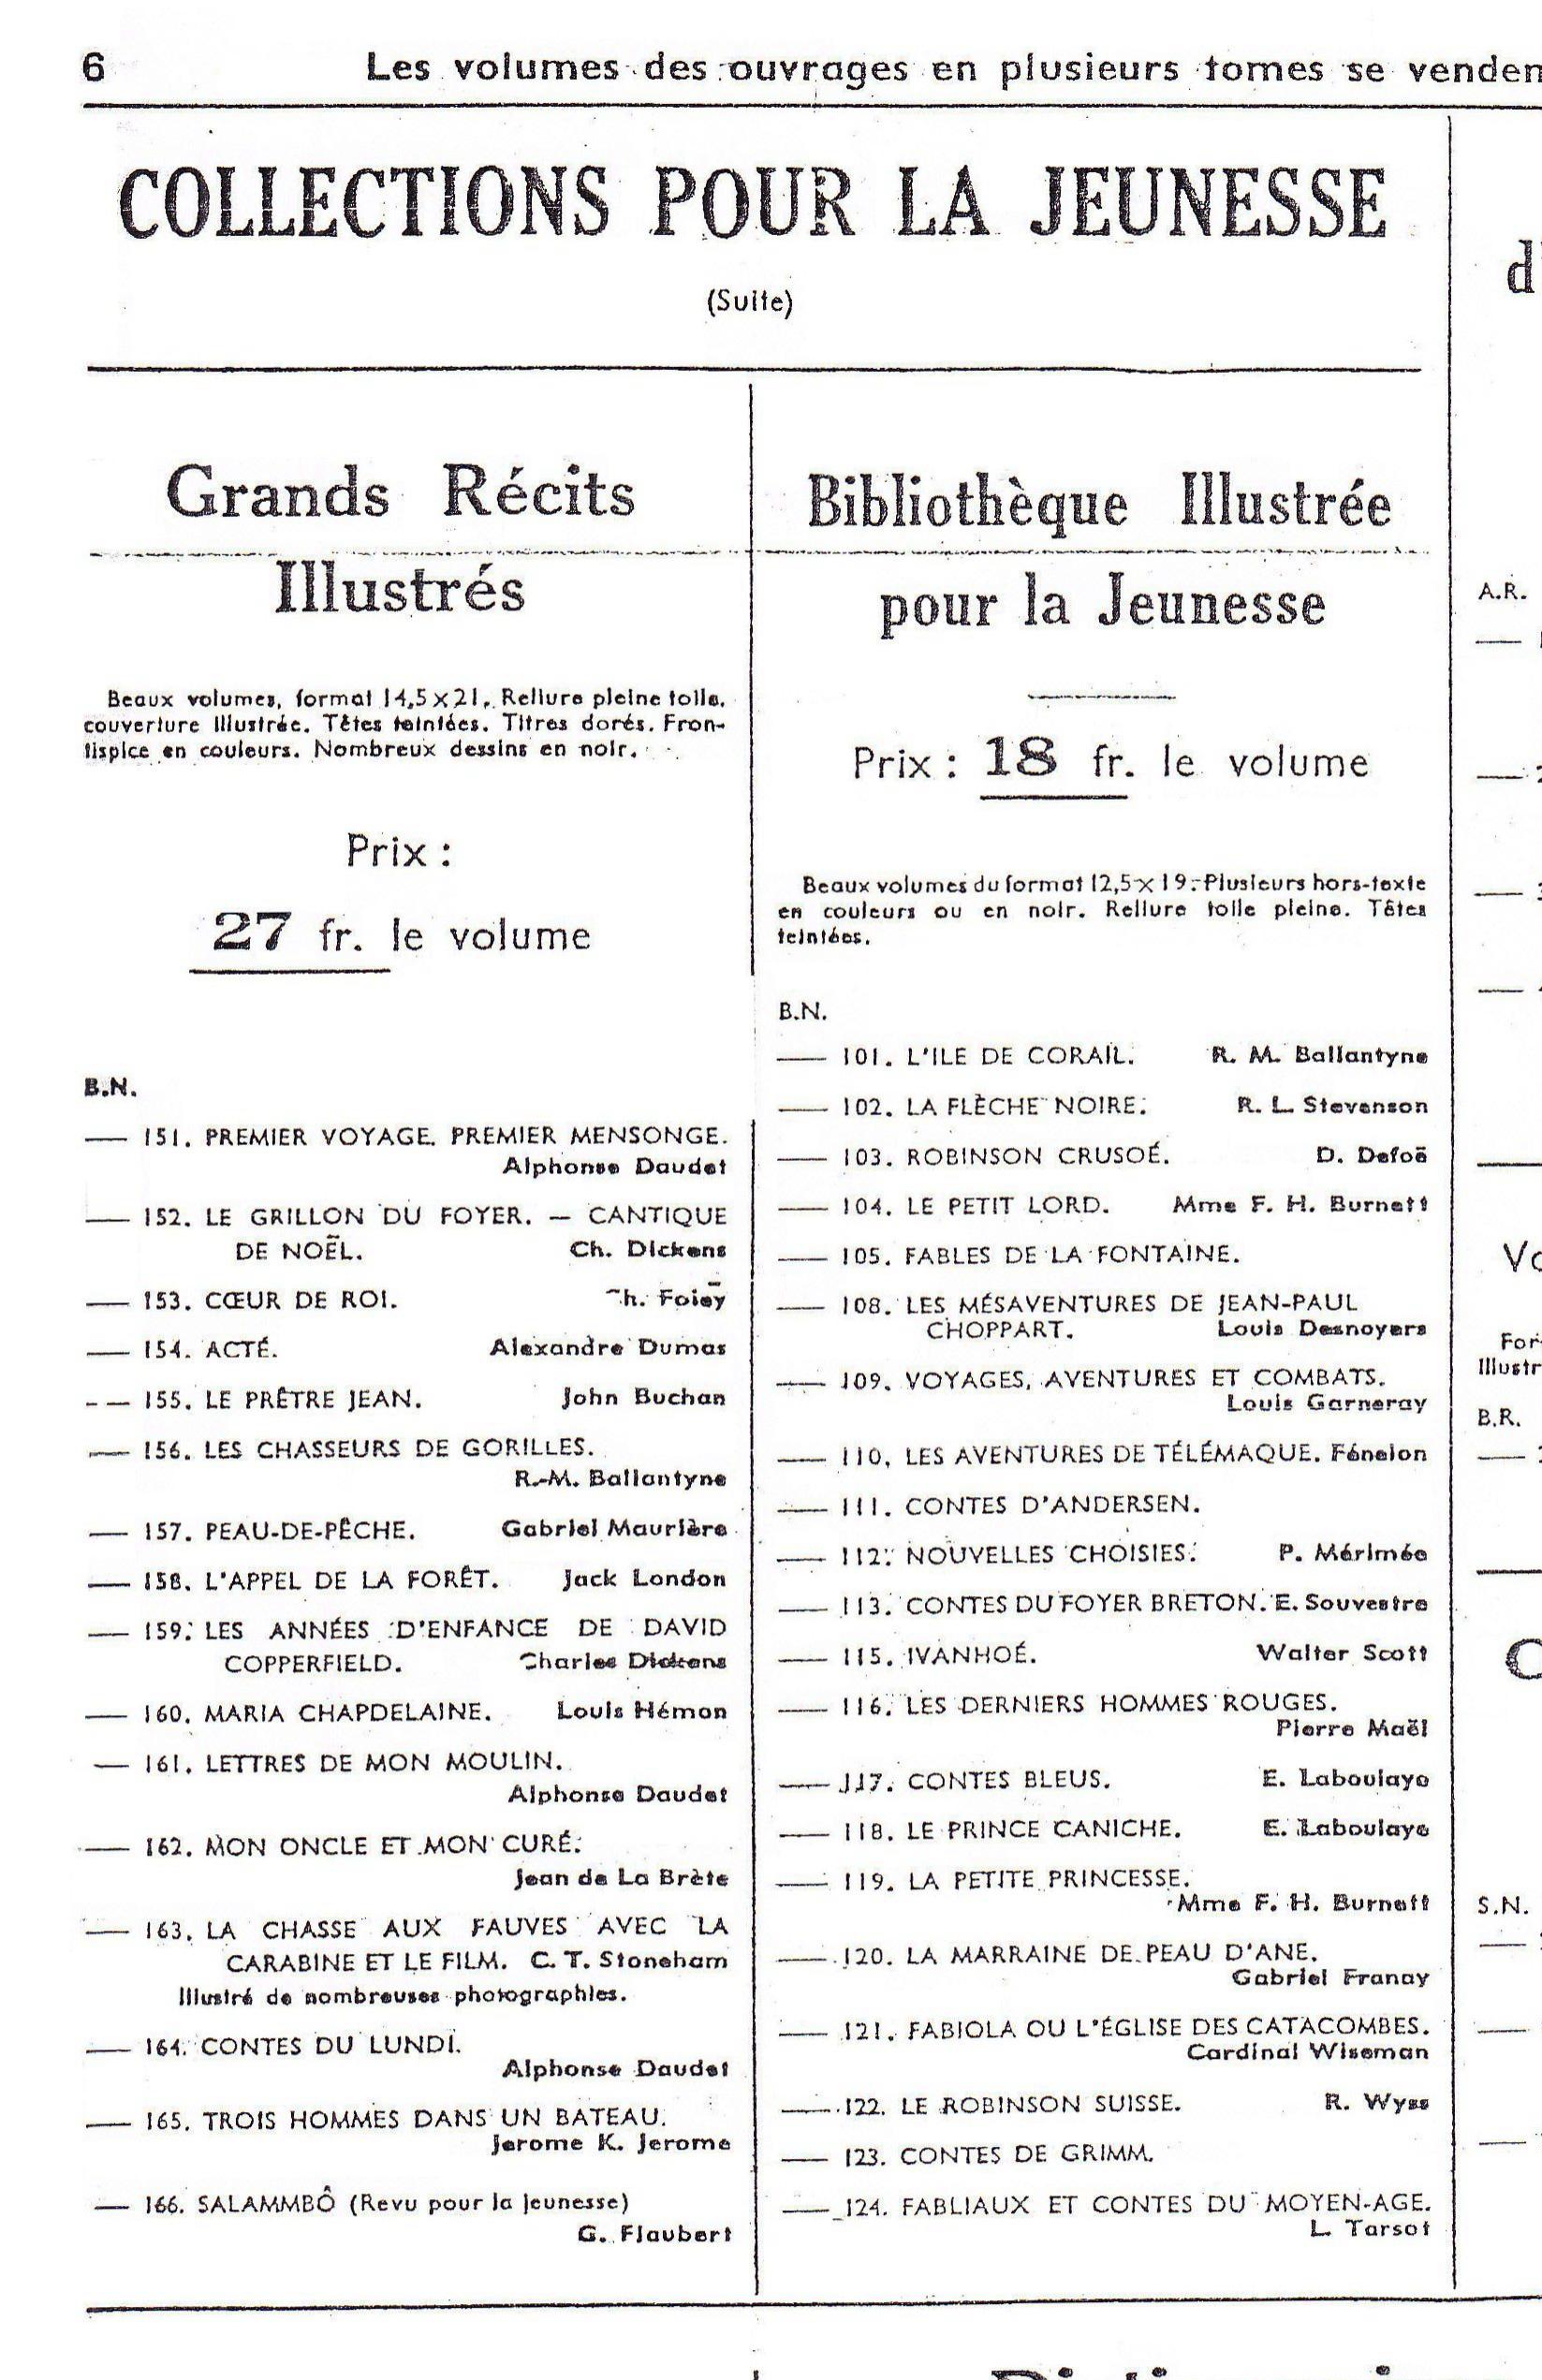 6 Les volumes des ouvrages en plusieurs tomes se venden
COLLECTIONS POUR LA JEUNESSE
(Suite)
Grands Récits
Illustrés
Beaux volumes, format 14,5 x 21. Reliure pleine toile,
couverture illustrée. Têtes teintées. Titres dorés. Fron-
tispice en couleurs. Nombreux dessins en noir.
Prix :
27 fr. le volume
B.N.
— 151. PREMIER VOYAGE. PREMIER MENSONGE.
Alphonse Daudet
— 152. LE GRILLON DU FOYER. — CANTIQUE
DE NOËL. Ch. Dickens
— 153. CŒUR DE ROI. Ch. Foley
— 154. ACTÉ. Alexandre Dumas
— 155. LE PRÊTRE JEAN. John Buchan
— 156. LES CHASSEURS DE GORILLES.
R.-M. Ballantyne
— 157. PEAU-DE-PÊCHE. Gabriel Maurière
— 158. L'APPEL DE LA FORÊT. Jack London
— 159. LES ANNÉES D'ENFANCE DE DAVID
COPPERFIELD. Charles Dickens
— 160. MARIA CHAPDELAINE. Louis Hémon
— 161. LETTRES DE MON MOULIN.
Alphonse Daudet
— 162. MON ONCLE ET MON CURÉ.
Jean de La Brète
— 163. LA CHASSE AUX FAUVES AVEC LA
CARABINE ET LE FILM. C. T. Stoneham
Illustré de nombreuses photographies.
— 164. CONTES DU LUNDI.
Alphonse Daudet
— 165. TROIS HOMMES DANS UN BATEAU.
Jerome K. Jerome
— 166. SALAMMBÔ (Revu pour la jeunesse)
G. Flaubert
Bibliothèque Illustrée
pour la Jeunesse
Prix : 18 fr. le volume
Beaux volumes du format 12,5 x 19. Plusieurs hors-texte
en couleurs ou en noir. Reliure toile pleine. Têtes
teintées.
B.N.
— 101. L'ILE DE CORAIL. R. M. Ballantyne
— 102. LA FLÈCHE NOIRE. R. L. Stevenson
— 103. ROBINSON CRUSOÉ. D. Defoë
— 104. LE PETIT LORD. Mme F. H. Burnett
— 105. FABLES DE LA FONTAINE.
— 108. LES MÉSAVENTURES DE JEAN-PAUL
CHOPPART. Louis Desnoyers
— 109. VOYAGES, AVENTURES ET COMBATS.
Louis Garneray
— 110. LES AVENTURES DE TÉLÉMAQUE. Fénelon
— 111. CONTES D'ANDERSEN.
— 112. NOUVELLES CHOISIES. P. Mérimée
— 113. CONTES DU FOYER BRETON. E. Souvestre
— 115. IVANHOÉ. Walter Scott
— 116. LES DERNIERS HOMMES ROUGES.
Pierre Maël
— 117. CONTES BLEUS. E. Laboulaye
— 118. LE PRINCE CANICHE. E. Laboulaye
— 119. LA PETITE PRINCESSE.
Mme F. H. Burnett
— 120. LA MARRAINE DE PEAU D'ANE.
Gabriel Franay
— 121. FABIOLA OU L'ÉGLISE DES CATACOMBES.
Cardinal Wiseman
— 122. LE ROBINSON SUISSE. R. Wyss
— 123. CONTES DE GRIMM.
— 124. FABLIAUX ET CONTES DU MOYEN-AGE.
L. Tarsot
d'
A.R.
Vo
For
Illustr
B.R.
S.N.